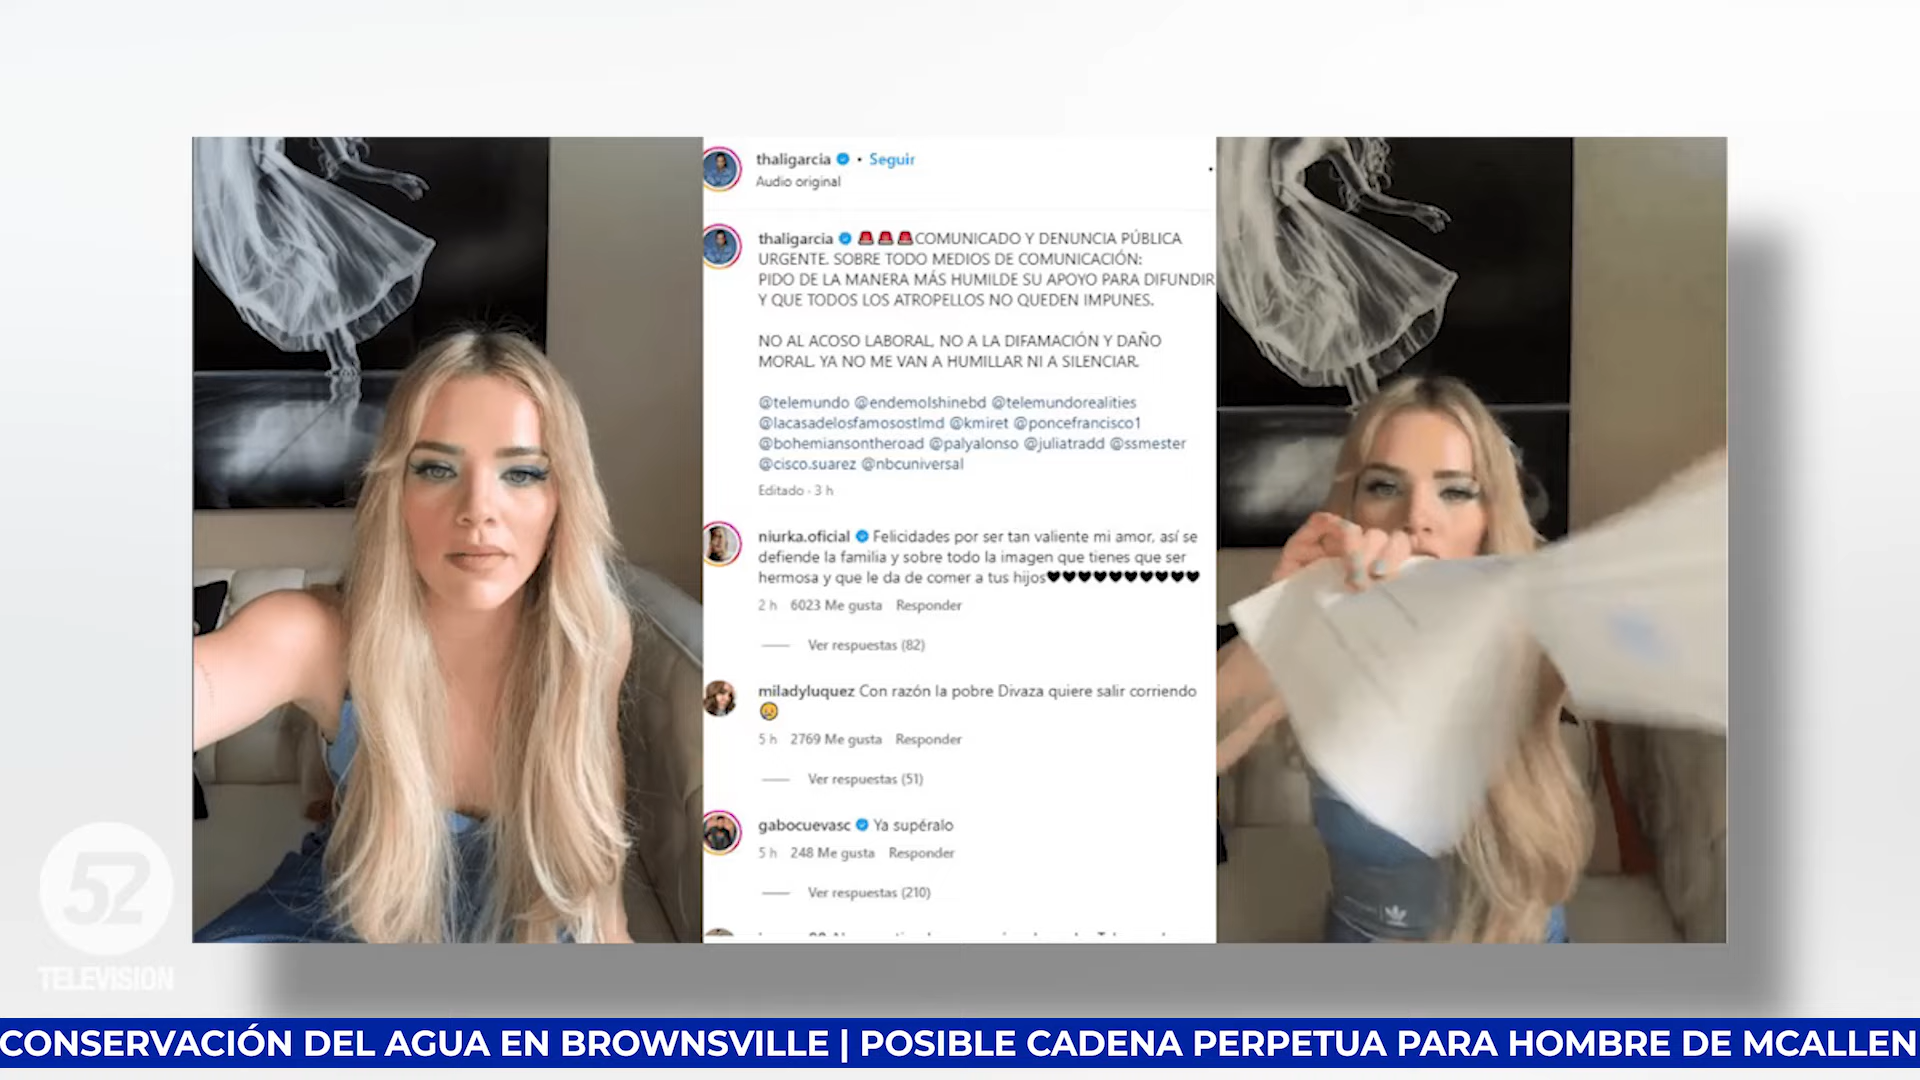 thaligarcia • Seguir
Audio original
thaligarcia 🚨🚨🚨COMUNICADO Y DENUNCIA PÚBLICA
URGENTE. SOBRE TODO MEDIOS DE COMUNICACIÓN:
PIDO DE LA MANERA MÁS HUMILDE SU APOYO PARA DIFUNDIR
Y QUE TODOS LOS ATROPELLOS NO QUEDEN IMPUNES.
NO AL ACOSO LABORAL, NO A LA DIFAMACIÓN Y DAÑO
MORAL. YA NO ME VAN A HUMILLAR NI A SILENCIAR.
@telemundo @endemolshinebd @telemundorealities
@lacasadelosfamosostlmd @kmiret @poncefrancisco1
@bohemiansontheroad @palyalonso @juliatradd @ssmester
@cisco.suarez @nbcuniversal
Editado · 3 h
niurka.oficial Felicidades por ser tan valiente mi amor, así se
defiende la familia y sobre todo la imagen que tienes que ser
hermosa y que le da de comer a tus hijos🖤🖤🖤🖤🖤🖤🖤🖤🖤🖤
2 h 6023 Me gusta Responder
Ver respuestas (82)
miladyluquez Con razón la pobre Divaza quiere salir corriendo
😢
5 h 2769 Me gusta Responder
Ver respuestas (51)
gabocuevasc Ya supéralo
5 h 248 Me gusta Responder
Ver respuestas (210)
52
TELEVISION
CONSERVACIÓN DEL AGUA EN BROWNSVILLE | POSIBLE CADENA PERPETUA PARA HOMBRE DE MCALLEN